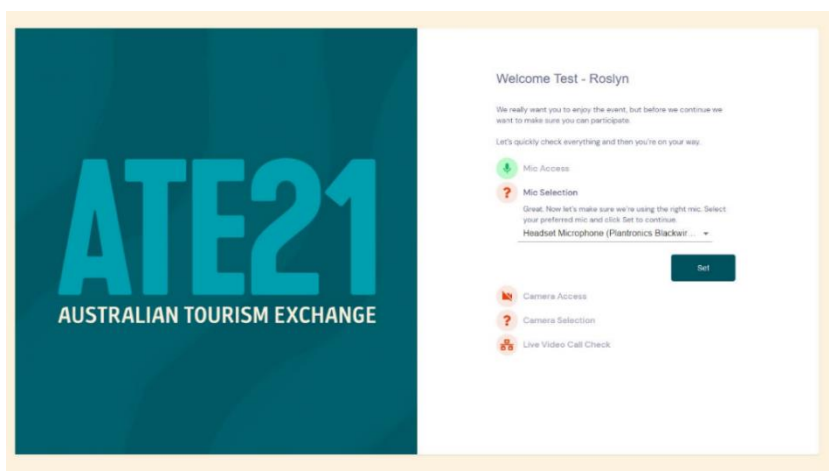 ATE21
AUSTRALIAN TOURISM EXCHANGE
Welcome Test - Roslyn
We really want you to enjoy the event, but before we continue we
want to make sure you can participate.
Let's quickly check everything and then you're on your way.
Mic Access
? Mic Selection
Great. Now let's make sure we're using the right mic. Select
your preferred mic and click Set to continue.
Headset Microphone (Plantronics Blackwir...
Set
Camera Access
? Camera Selection
Live Video Call Check